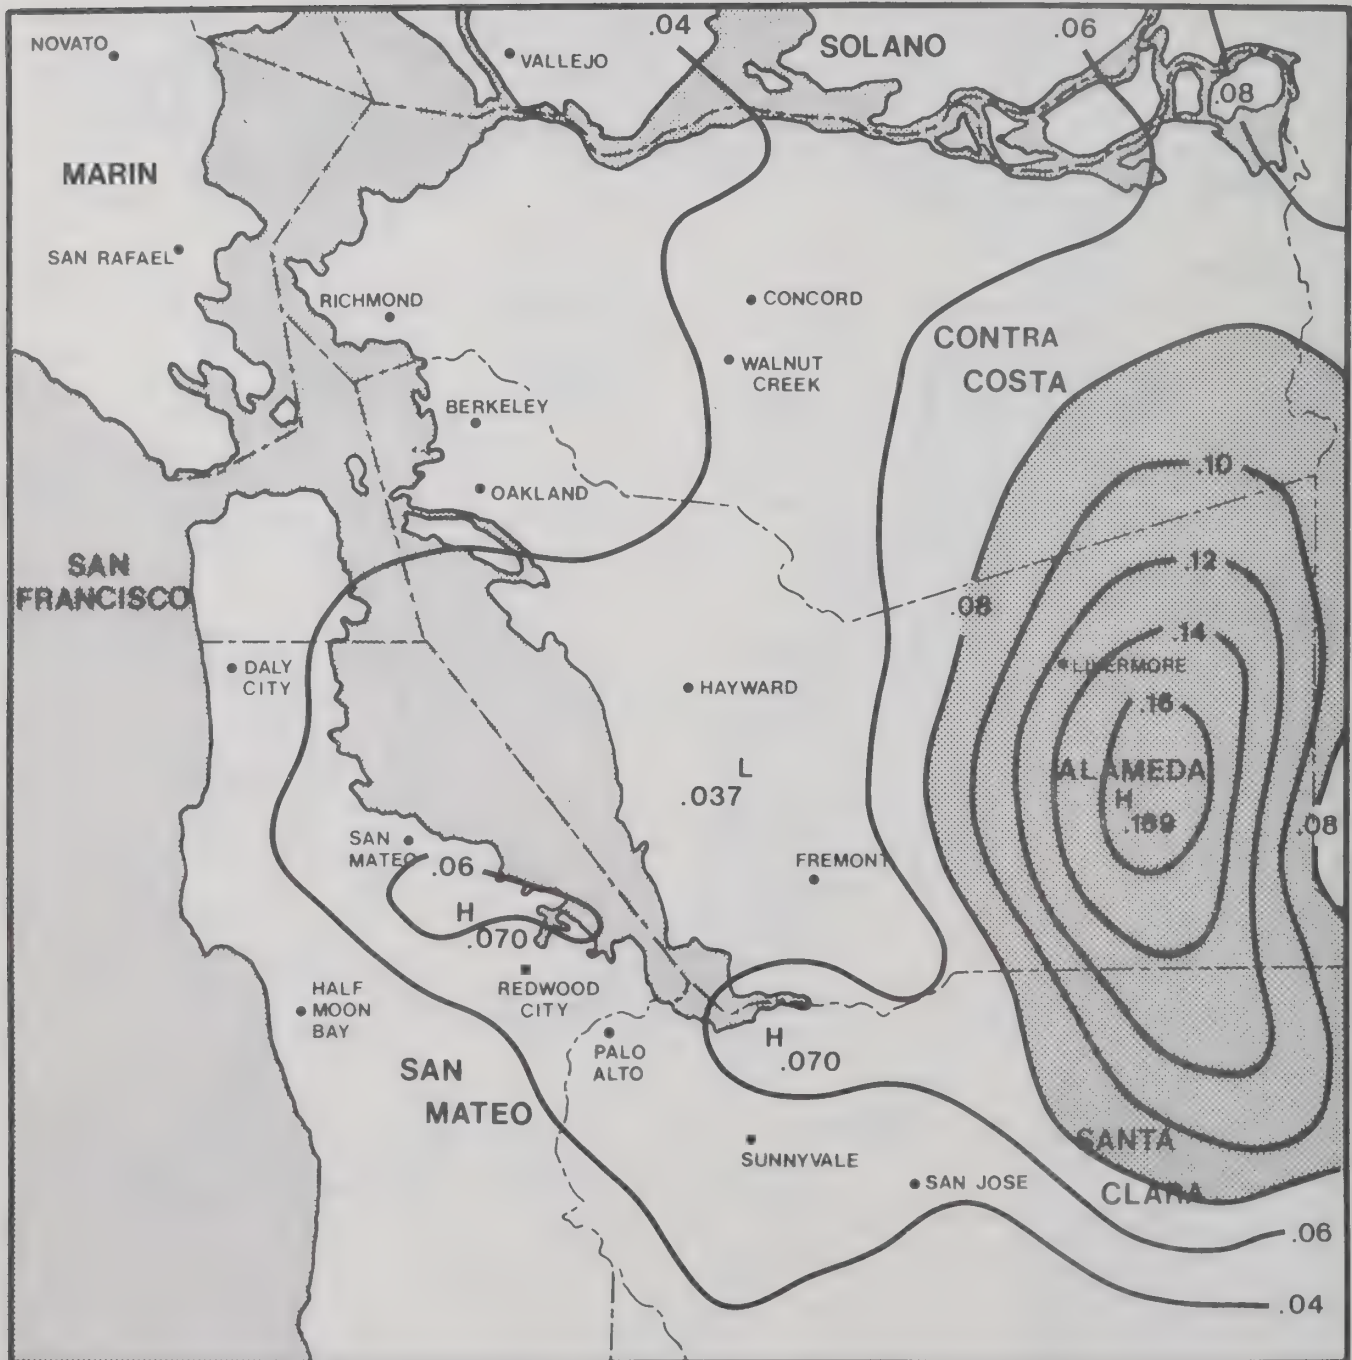 .04
.06
SOLANO
NOVATO
VALLEJO
.08
MARIN
SAN RAFAEL
RICHMOND
CONCORD
CONTRA
COSTA
WALNUT
CREEK
BERKELEY
.10
OAKLAND
SAN
FRANCISCO
.12
.08
.14
DALY
CITY
LIVERMORE
HAYWARD
.16
L
.037
ALAMEDA
H
.08
SAN
MATEO
.06
FREMONT
H
.070
REDWOOD
CITY
HALF
MOON
BAY
PALO
ALTO
H
.070
SAN
MATEO
SUNNYVALE
SANTA
CLARA
SAN JOSE
.06
.04